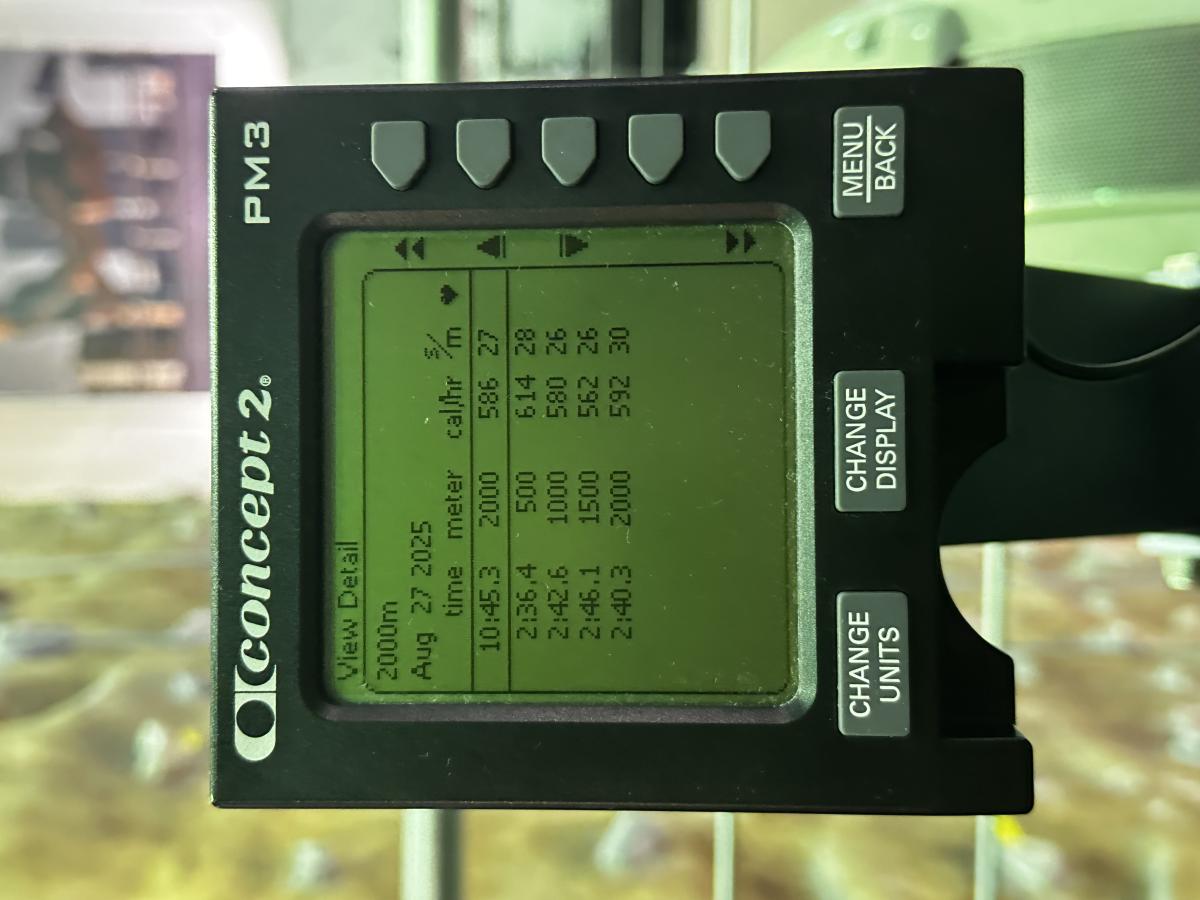 concept 2® PM3
View Detail
2000m
Aug 27 2025
time meter cal/hr s/m ♥
10:45.3 2000 586 27
2:36.4 500 614 28
2:42.6 1000 580 26
2:46.1 1500 562 26
2:40.3 2000 592 30
CHANGE
UNITS
CHANGE
DISPLAY
MENU
BACK